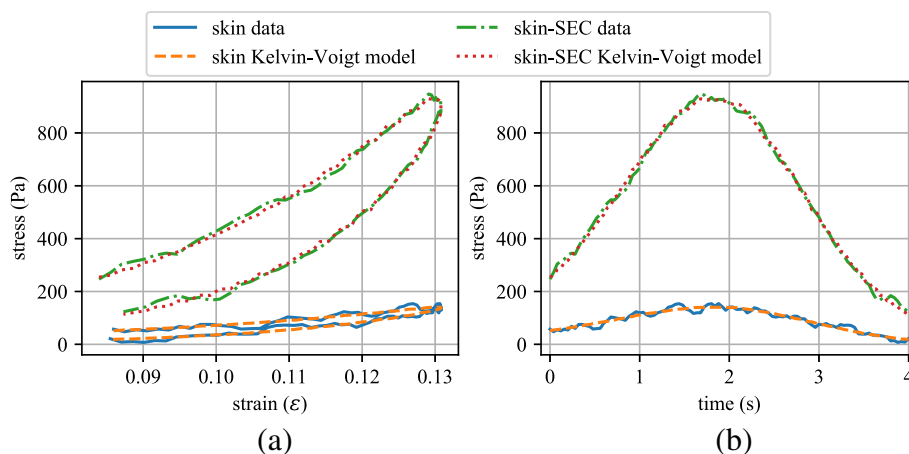 skin data
skin Kelvin-Voigt model
skin-SEC data
skin-SEC Kelvin-Voigt model
stress (Pa)
800
600
400
200
0
0.09 0.10 0.11 0.12 0.13
strain (ε)
(a)
stress (Pa)
800
600
400
200
0
0 1 2 3 4
time (s)
(b)